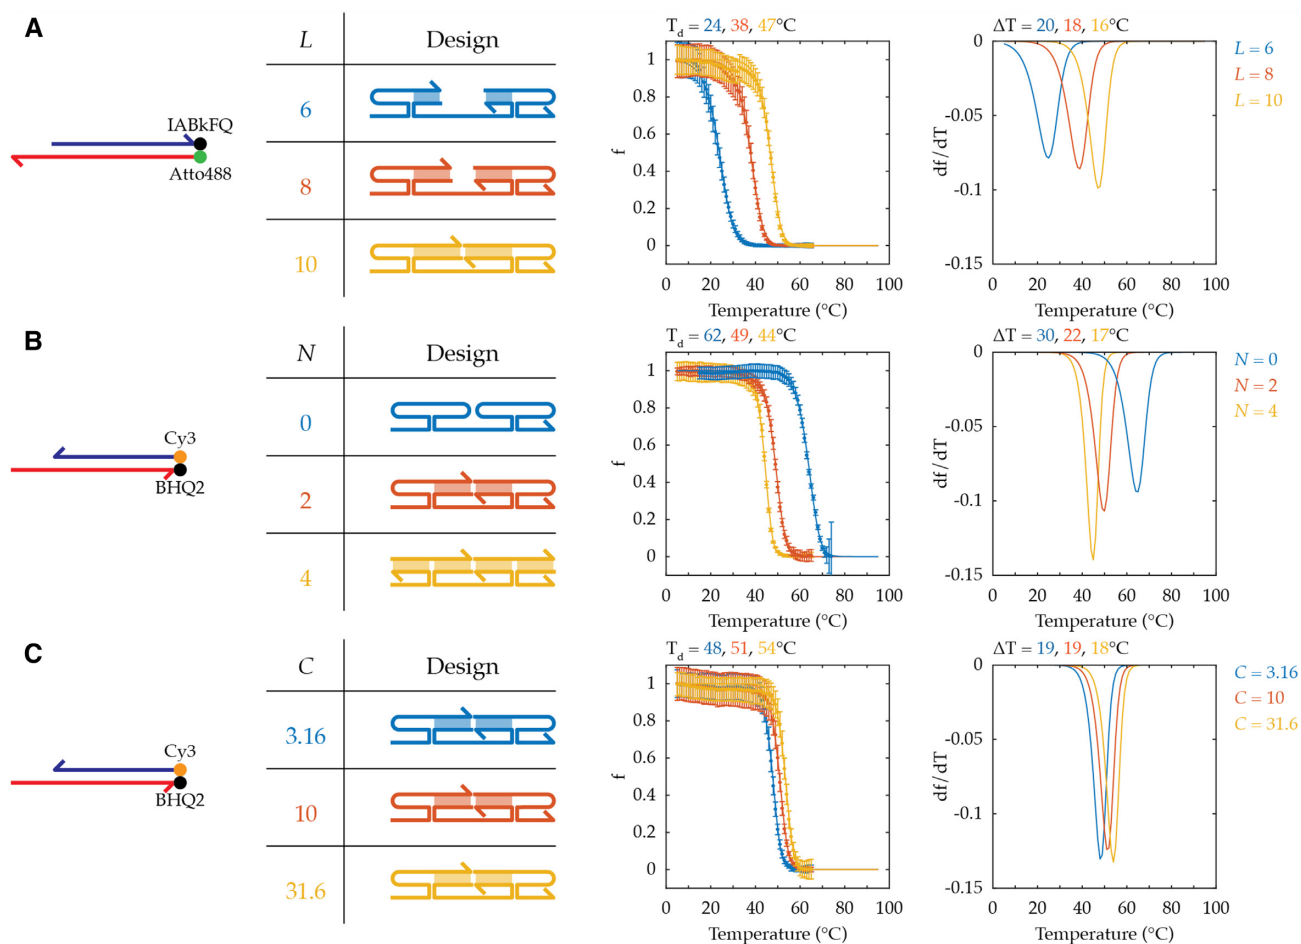 A
L Design
6
8
10
IABkFQ
Atto488
T_d = 24, 38, 47°C
f
1
0.8
0.6
0.4
0.2
0
0 20 40 60 80 100
Temperature (°C)
ΔT = 20, 18, 16°C
df/dT
0
-0.05
-0.1
-0.15
0 20 40 60 80 100
Temperature (°C)
L = 6
L = 8
L = 10
B
N Design
0
2
4
Cy3
BHQ2
T_d = 62, 49, 44°C
f
1
0.8
0.6
0.4
0.2
0
0 20 40 60 80 100
Temperature (°C)
ΔT = 30, 22, 17°C
df/dT
0
-0.05
-0.1
-0.15
0 20 40 60 80 100
Temperature (°C)
N = 0
N = 2
N = 4
C
C Design
3.16
10
31.6
Cy3
BHQ2
T_d = 48, 51, 54°C
f
1
0.8
0.6
0.4
0.2
0
0 20 40 60 80 100
Temperature (°C)
ΔT = 19, 19, 18°C
df/dT
0
-0.05
-0.1
-0.15
0 20 40 60 80 100
Temperature (°C)
C = 3.16
C = 10
C = 31.6